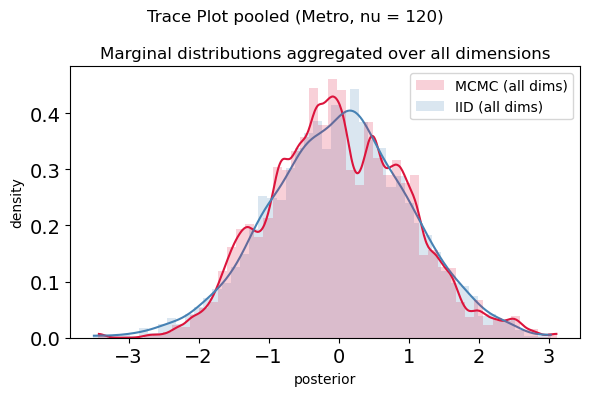 Trace Plot pooled (Metro, nu = 120)
Marginal distributions aggregated over all dimensions
MCMC (all dims)
IID (all dims)
density
0.4
0.3
0.2
0.1
0.0
−3
−2
−1
0
1
2
3
posterior